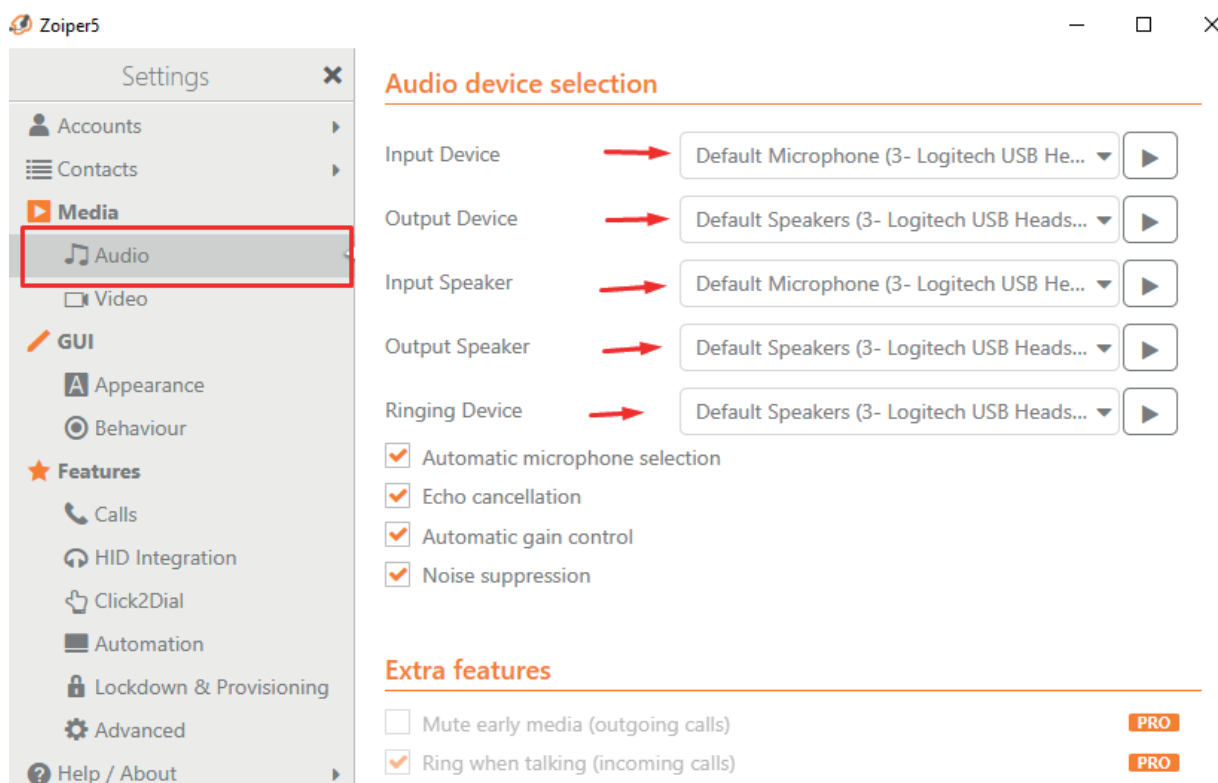 Zoiper5
Settings
Accounts
Contacts
Media
Audio
Video
GUI
Appearance
Behaviour
Features
Calls
HID Integration
Click2Dial
Automation
Lockdown & Provisioning
Advanced
Help / About
Audio device selection
Input Device Default Microphone (3- Logitech USB He...
Output Device Default Speakers (3- Logitech USB Heads...
Input Speaker Default Microphone (3- Logitech USB He...
Output Speaker Default Speakers (3- Logitech USB Heads...
Ringing Device Default Speakers (3- Logitech USB Heads...
Automatic microphone selection
Echo cancellation
Automatic gain control
Noise suppression
Extra features
Mute early media (outgoing calls) PRO
Ring when talking (incoming calls) PRO